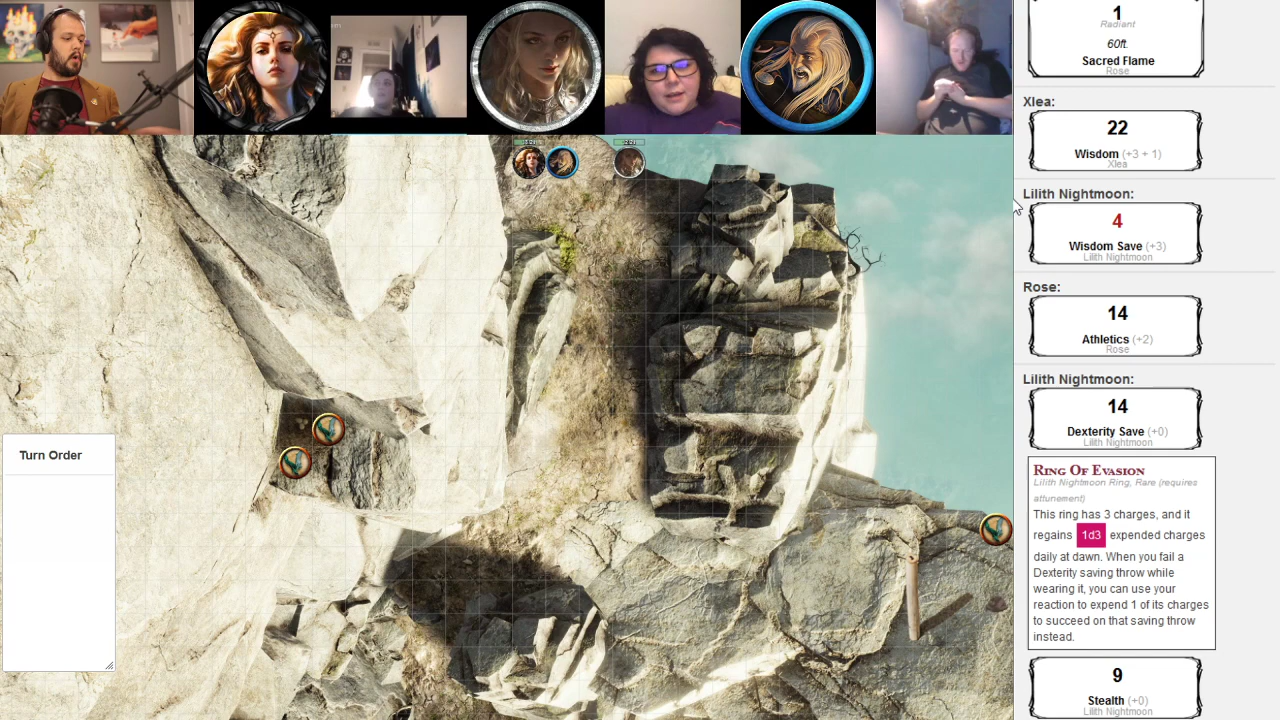 1
Radiant
60ft.
Sacred Flame
Rose
Xlea:
22
Wisdom (+3 + 1)
Xlea
Lilith Nightmoon:
4
Wisdom Save (+3)
Lilith Nightmoon
Rose:
14
Athletics (+2)
Rose
Lilith Nightmoon:
14
Dexterity Save (+0)
Lilith Nightmoon
Ring Of Evasion
Lilith Nightmoon Ring, Rare (requires
attunement)
This ring has 3 charges, and it
regains 1d3 expended charges
daily at dawn. When you fail a
Dexterity saving throw while
wearing it, you can use your
reaction to expend 1 of its charges
to succeed on that saving throw
instead.
9
Stealth (+0)
Lilith Nightmoon
Turn Order